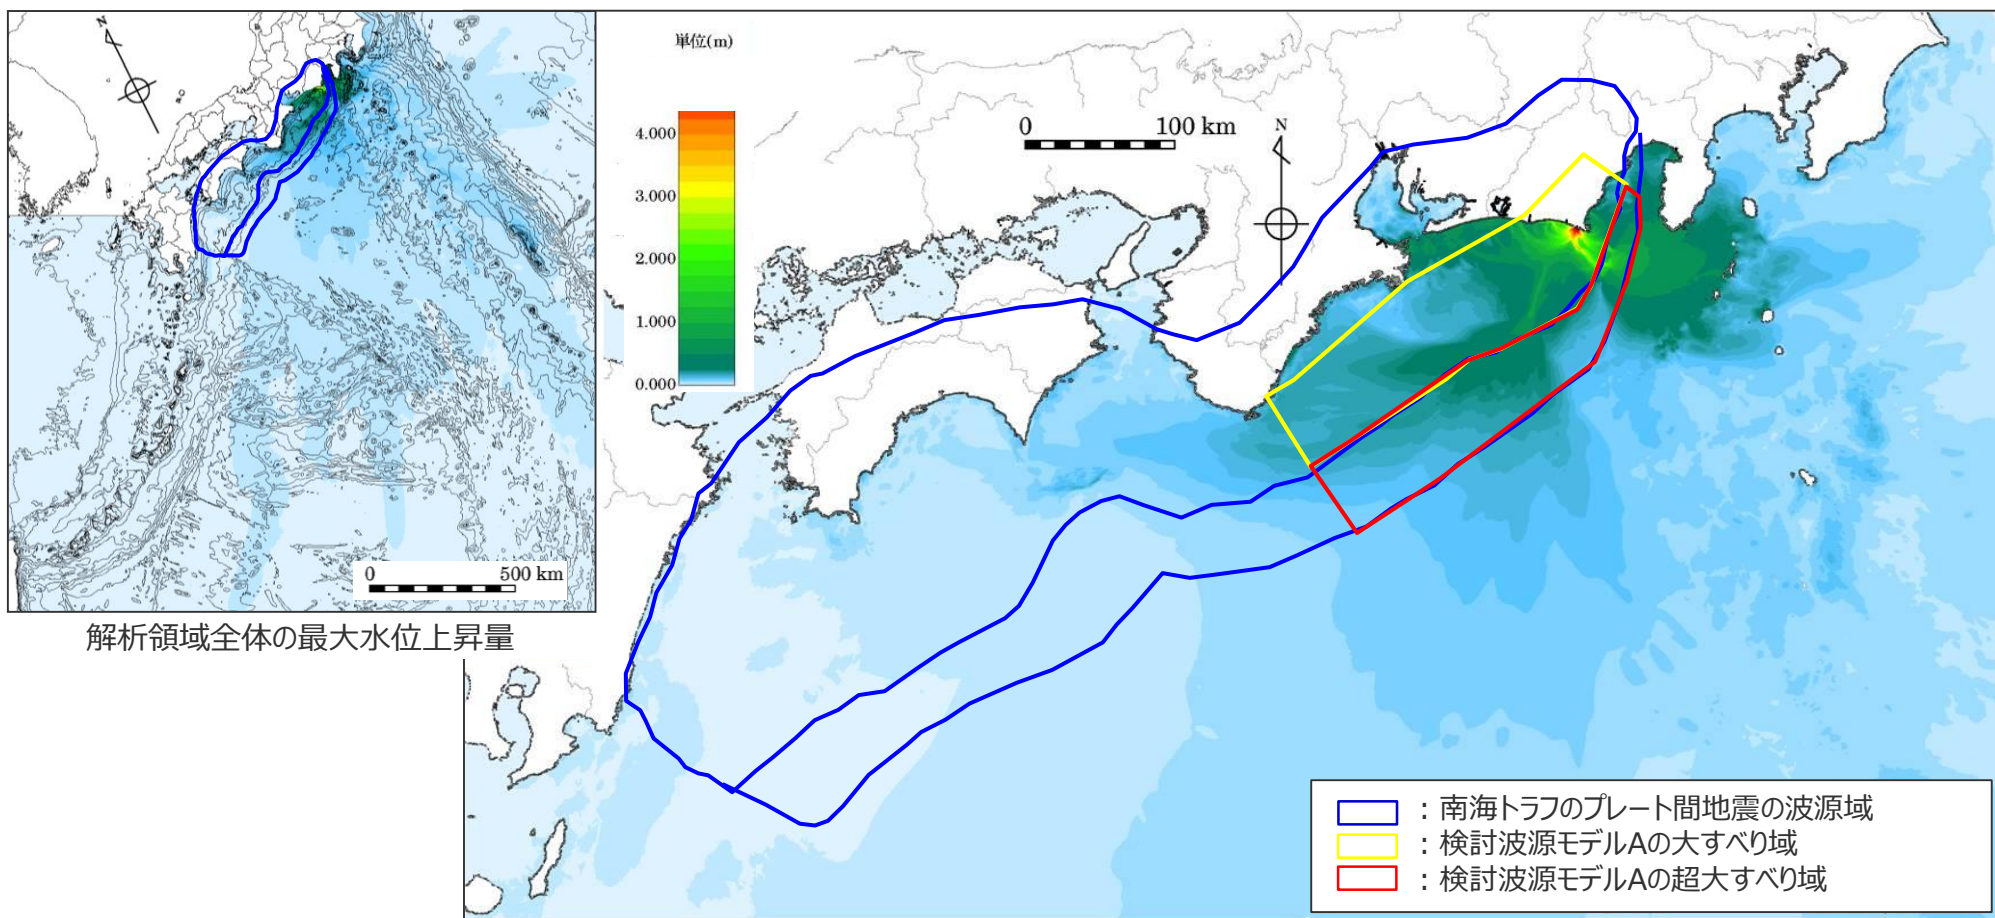 N
0 500 km
解析領域全体の最大水位上昇量
単位(m)
4.000
3.000
2.000
1.000
0.000
0 100 km
N
：南海トラフのプレート間地震の波源域
：検討波源モデルAの大すべり域
：検討波源モデルAの超大すべり域